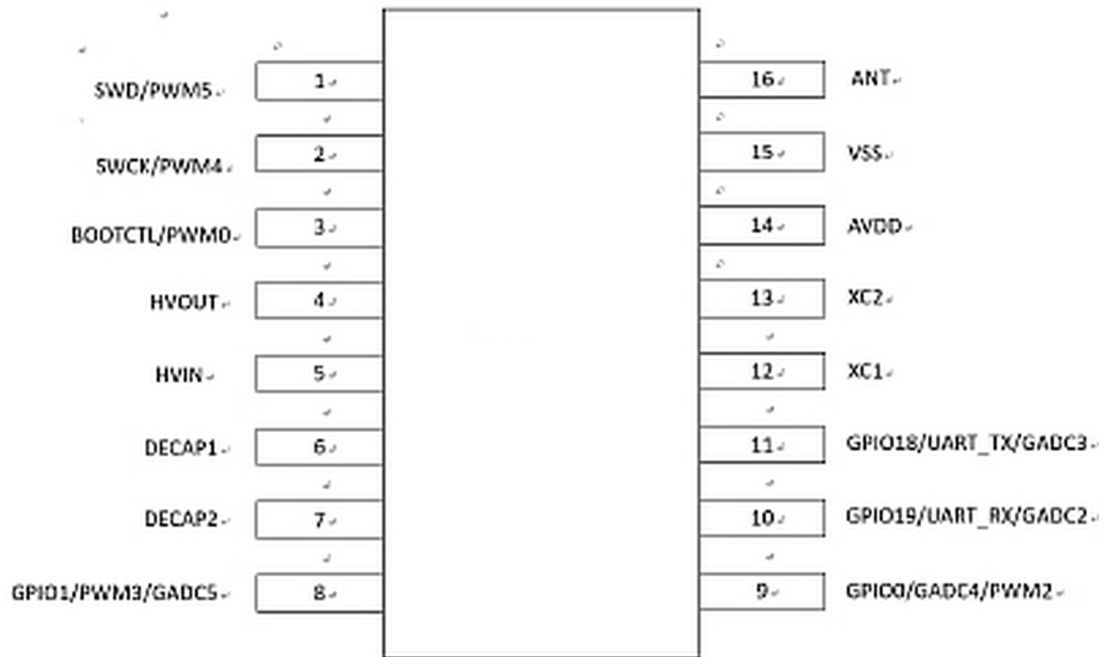 SWD/PWM5 1 16 ANT
SWCK/PWM4 2 15 VSS
BOOTCTL/PWM0 3 14 AVDD
HVOUT 4 13 XC2
HVIN 5 12 XC1
DECAP1 6 11 GPIO18/UART_TX/GADC3
DECAP2 7 10 GPIO19/UART_RX/GADC2
GPIO1/PWM3/GADC5 8 9 GPIO0/GADC4/PWM2